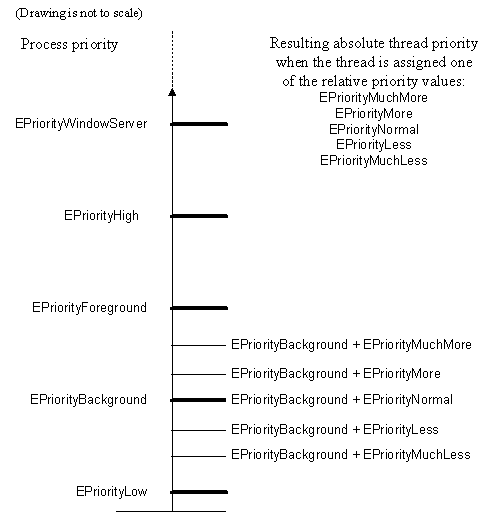 (Drawing is not to scale)
Process priority
Resulting absolute thread priority
when the thread is assigned one
of the relative priority values:
EPriorityMuchMore
EPriorityMore
EPriorityNormal
EPriorityLess
EPriorityMuchLess
EPriorityWindowServer
EPriorityHigh
EPriorityForeground
EPriorityBackground + EPriorityMuchMore
EPriorityBackground + EPriorityMore
EPriorityBackground
EPriorityBackground + EPriorityNormal
EPriorityBackground + EPriorityLess
EPriorityBackground + EPriorityMuchLess
EPriorityLow